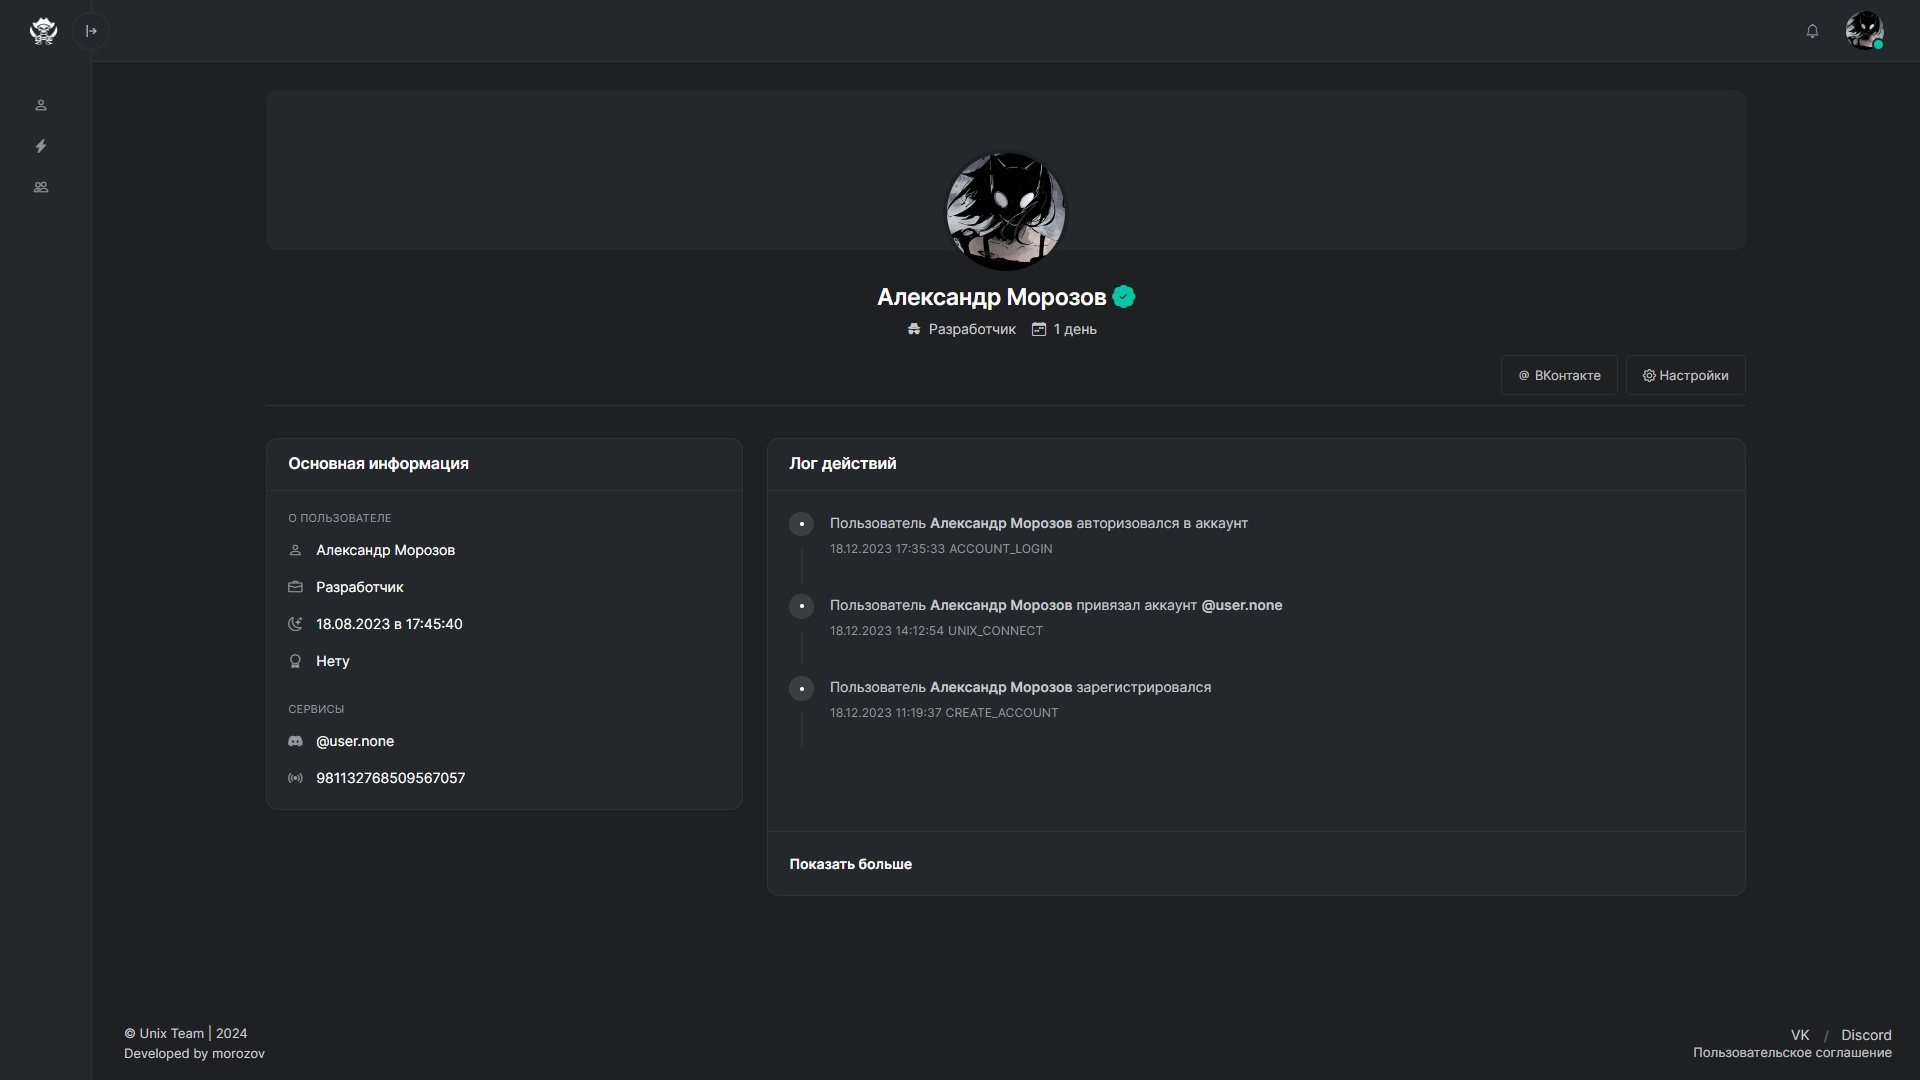 Александр Морозов
Разработчик 1 день
@ ВКонтакте Настройки
Основная информация
О ПОЛЬЗОВАТЕЛЕ
Александр Морозов
Разработчик
18.08.2023 в 17:45:40
Нету
СЕРВИСЫ
@user.none
981132768509567057
Лог действий
Пользователь Александр Морозов авторизовался в аккаунт
18.12.2023 17:35:33 ACCOUNT_LOGIN
Пользователь Александр Морозов привязал аккаунт @user.none
18.12.2023 14:12:54 UNIX_CONNECT
Пользователь Александр Морозов зарегистрировался
18.12.2023 11:19:37 CREATE_ACCOUNT
Показать больше
© Unix Team | 2024
Developed by morozov
VK / Discord
Пользовательское соглашение